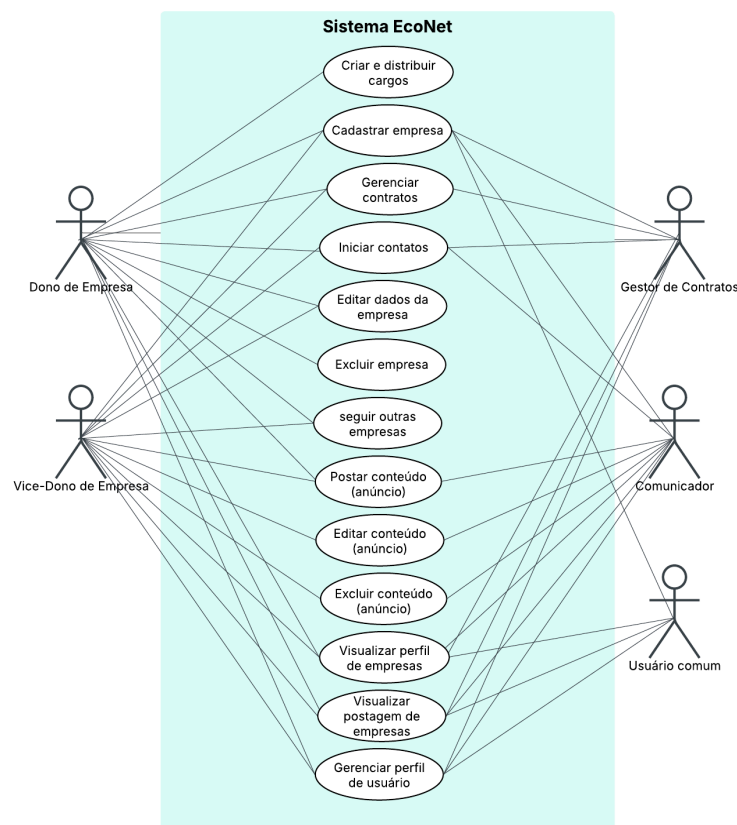 Sistema EcoNet
Criar e distribuir
cargos
Cadastrar empresa
Gerenciar
contratos
Iniciar contatos
Dono de Empresa
Gestor de Contratos
Editar dados da
empresa
Excluir empresa
seguir outras
empresas
Postar conteúdo
(anúncio)
Vice-Dono de Empresa
Comunicador
Editar conteúdo
(anúncio)
Excluir conteúdo
(anúncio)
Visualizar perfil
de empresas
Usuário comum
Visualizar
postagem de
empresas
Gerenciar perfil
de usuário